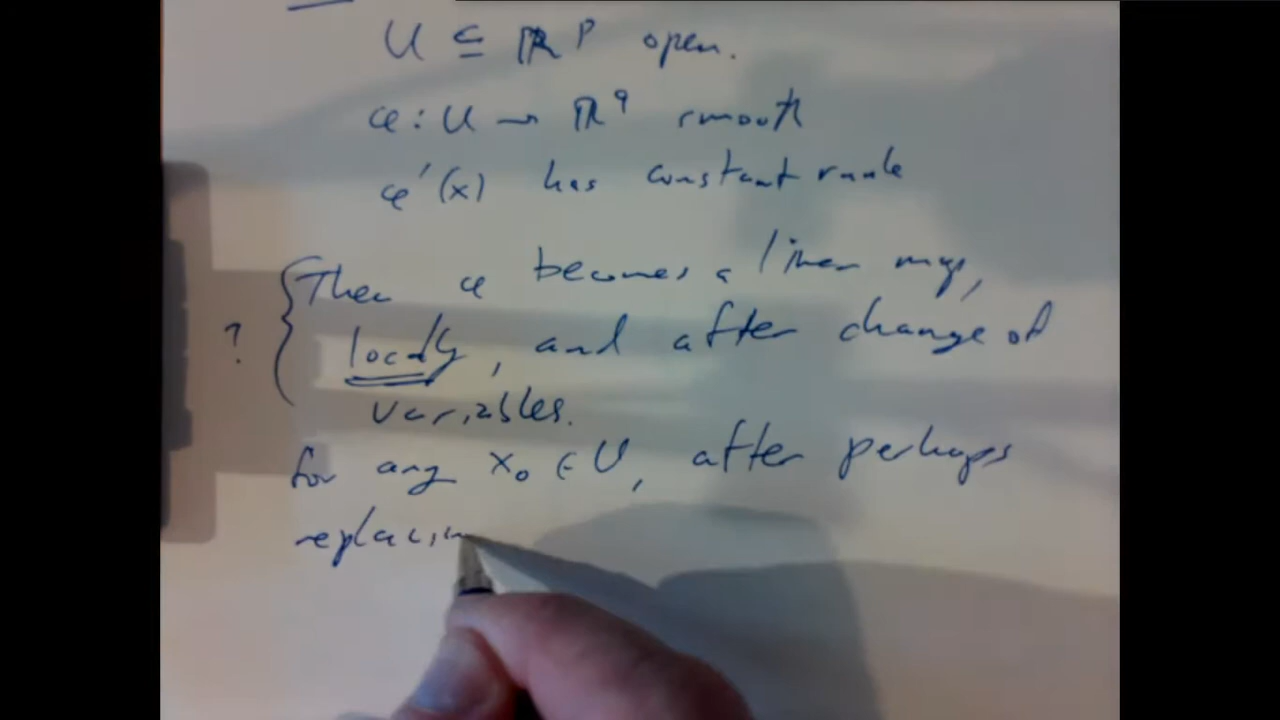 U ⊆ ℝᵖ open.
φ : U → ℝ^q smooth
φ'(x) has constant rank
Then φ becomes a linear map,
? { locally, and after change of
variables.
for any x₀ ∈ U, after perhaps
replacin